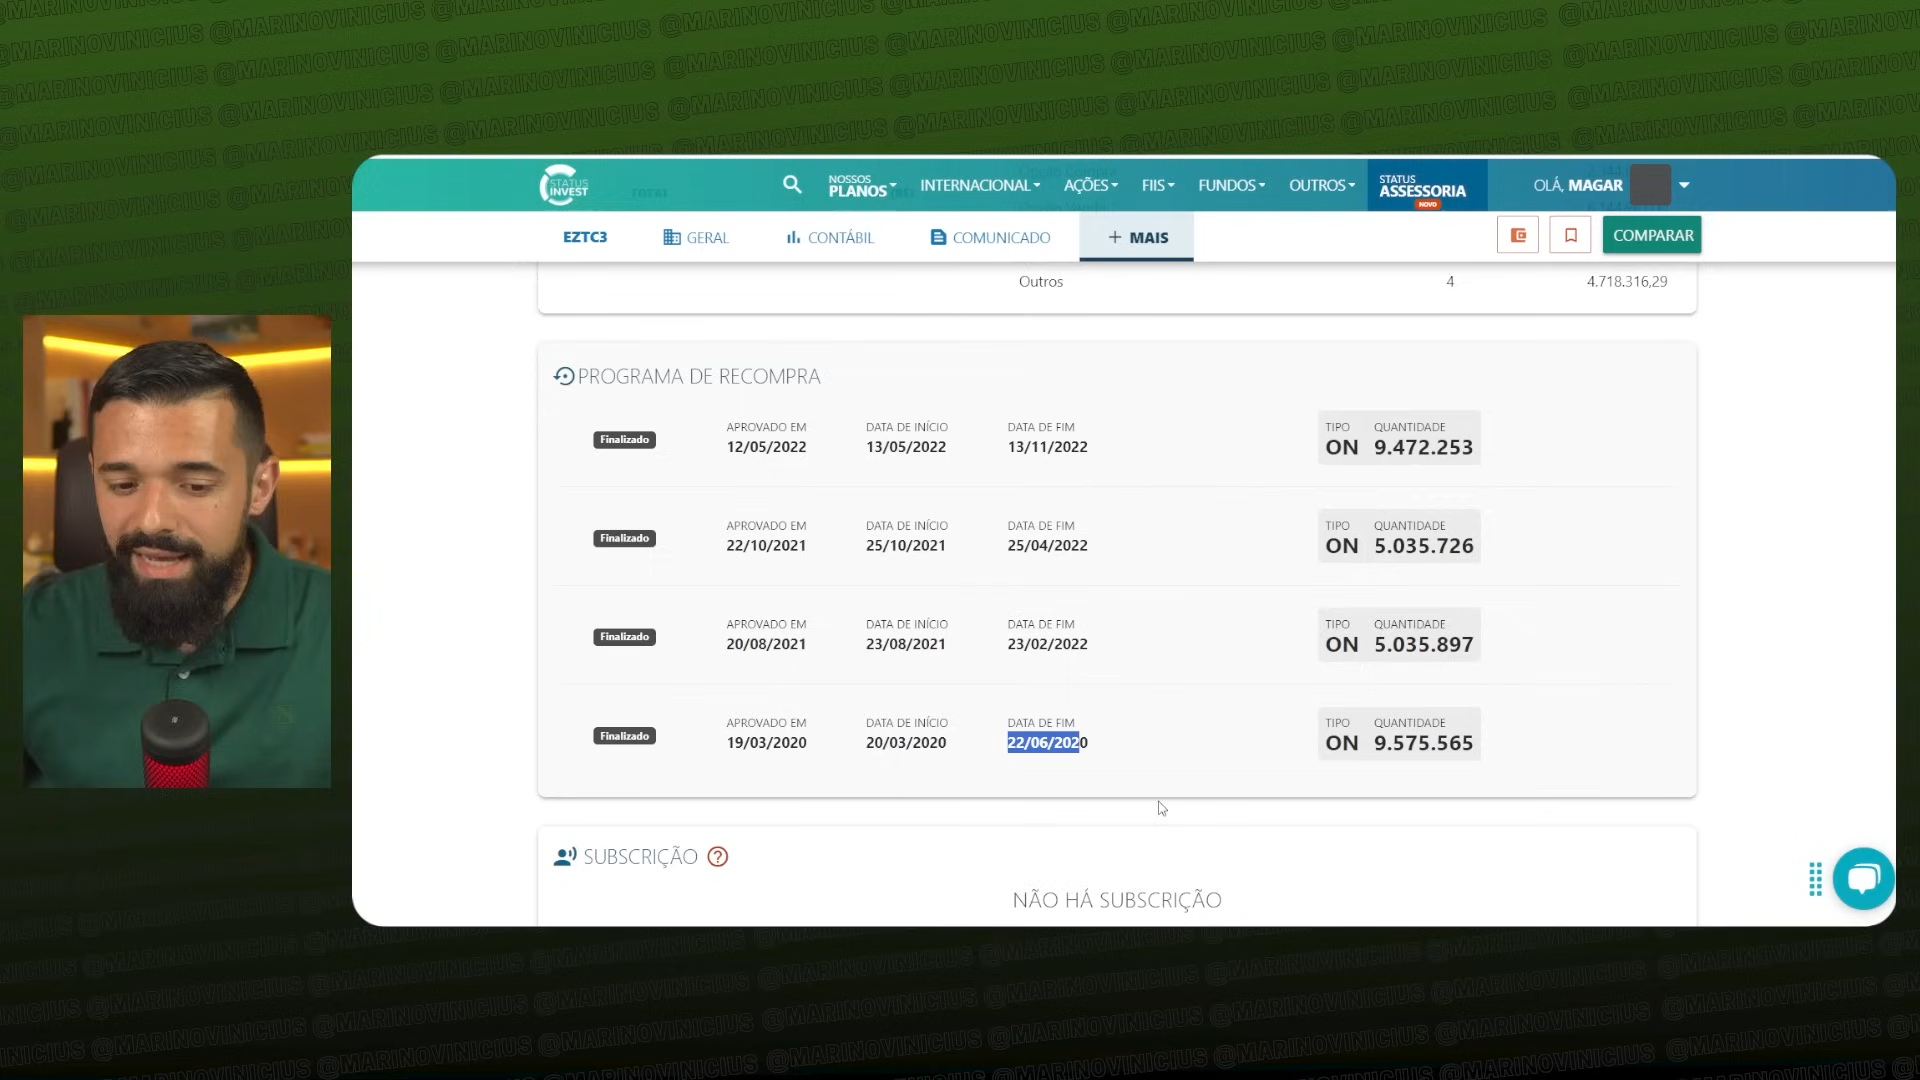 @MARINOVINICIUS @MARINOVINICIUS @MARINOVINICIUS @MARINOVINICIUS
STATUS
INVEST
NOSSOS
PLANOS
INTERNACIONAL
AÇÕES
FIIS
FUNDOS
OUTROS
STATUS
ASSESSORIA
NOVO
OLÁ, MAGAR
EZTC3
GERAL
CONTÁBIL
COMUNICADO
+ MAIS
COMPARAR
Outros 4 4.718.316,29
PROGRAMA DE RECOMPRA
APROVADO EM DATA DE INÍCIO DATA DE FIM TIPO QUANTIDADE
Finalizado 12/05/2022 13/05/2022 13/11/2022 ON 9.472.253
APROVADO EM DATA DE INÍCIO DATA DE FIM TIPO QUANTIDADE
Finalizado 22/10/2021 25/10/2021 25/04/2022 ON 5.035.726
APROVADO EM DATA DE INÍCIO DATA DE FIM TIPO QUANTIDADE
Finalizado 20/08/2021 23/08/2021 23/02/2022 ON 5.035.897
APROVADO EM DATA DE INÍCIO DATA DE FIM TIPO QUANTIDADE
Finalizado 19/03/2020 20/03/2020 22/06/2020 ON 9.575.565
SUBSCRIÇÃO ?
NÃO HÁ SUBSCRIÇÃO